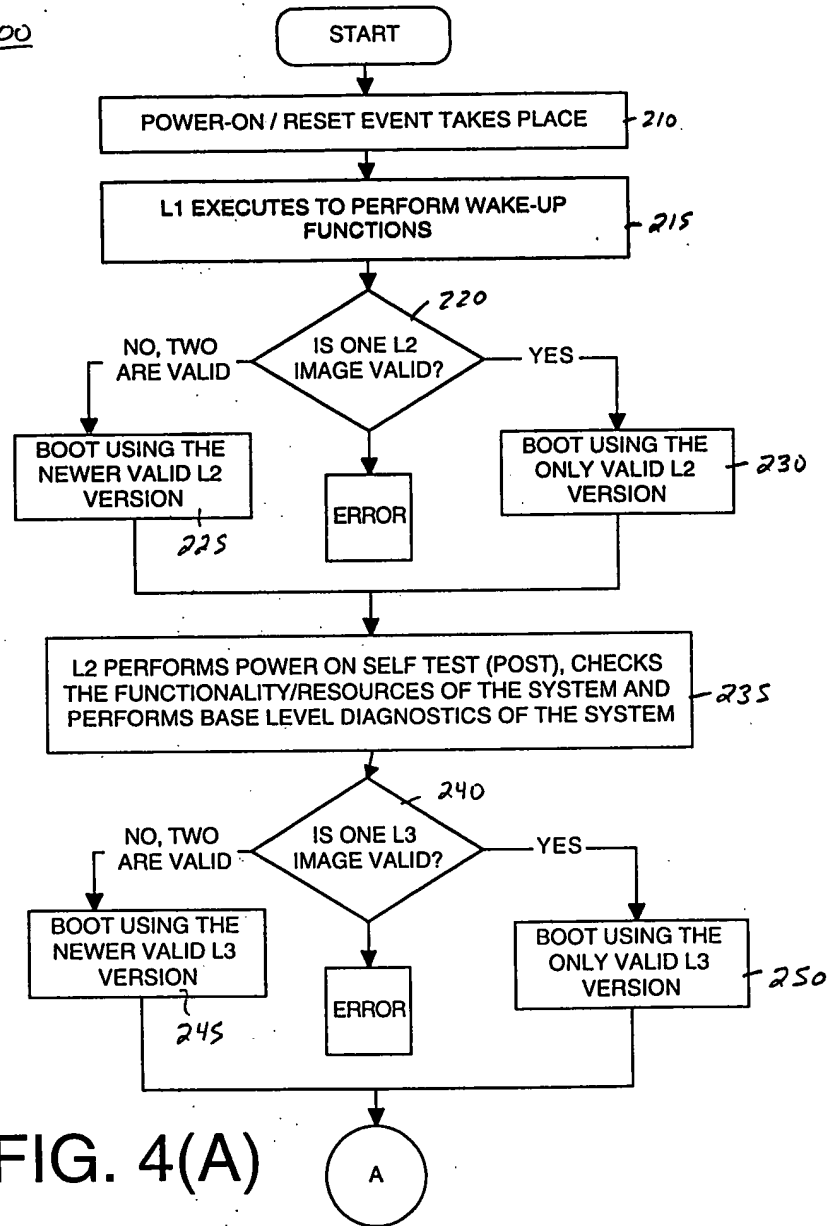 00
START
POWER-ON / RESET EVENT TAKES PLACE
210
L1 EXECUTES TO PERFORM WAKE-UP
FUNCTIONS
215
220
IS ONE L2
IMAGE VALID?
NO, TWO
ARE VALID
YES
BOOT USING THE
NEWER VALID L2
VERSION
225
ERROR
BOOT USING THE
ONLY VALID L2
VERSION
230
L2 PERFORMS POWER ON SELF TEST (POST), CHECKS
THE FUNCTIONALITY/RESOURCES OF THE SYSTEM AND
PERFORMS BASE LEVEL DIAGNOSTICS OF THE SYSTEM
235
240
IS ONE L3
IMAGE VALID?
NO, TWO
ARE VALID
YES
BOOT USING THE
NEWER VALID L3
VERSION
245
ERROR
BOOT USING THE
ONLY VALID L3
VERSION
250
FIG. 4(A)
A